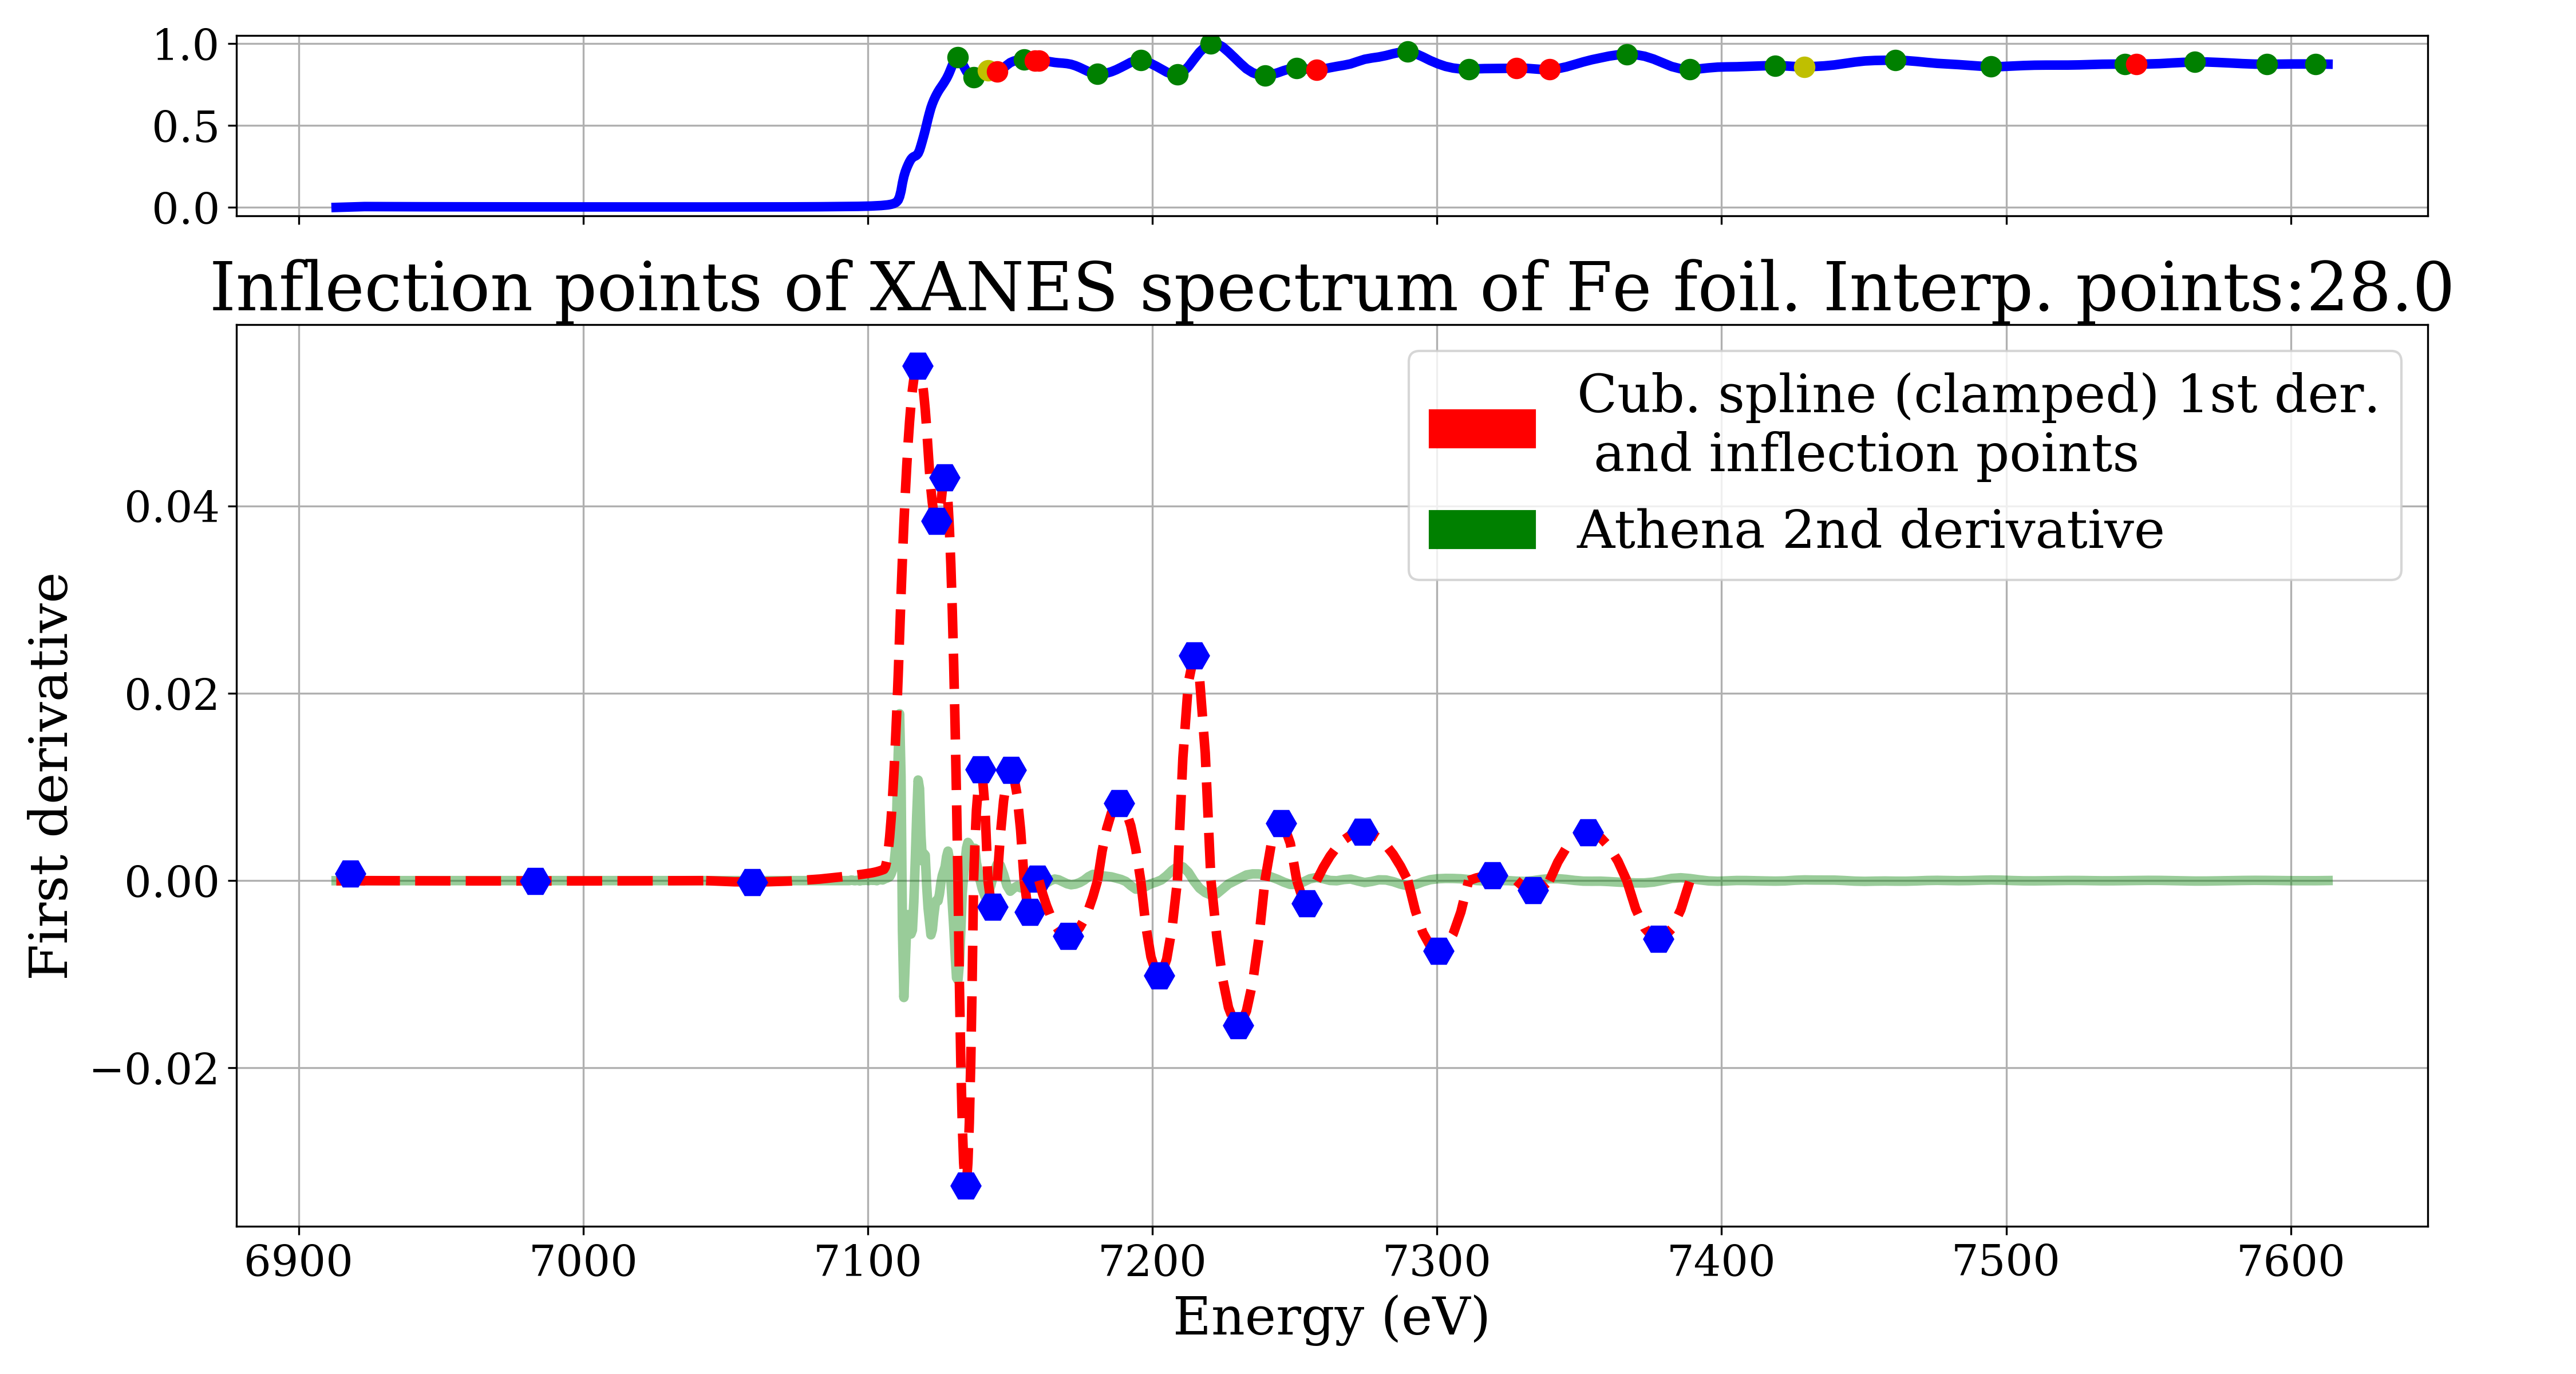 1.0
0.5
0.0
Inflection points of XANES spectrum of Fe foil. Interp. points:28.0
Cub. spline (clamped) 1st der.
and inflection points
Athena 2nd derivative
First derivative
0.04
0.02
0.00
−0.02
6900 7000 7100 7200 7300 7400 7500 7600
Energy (eV)